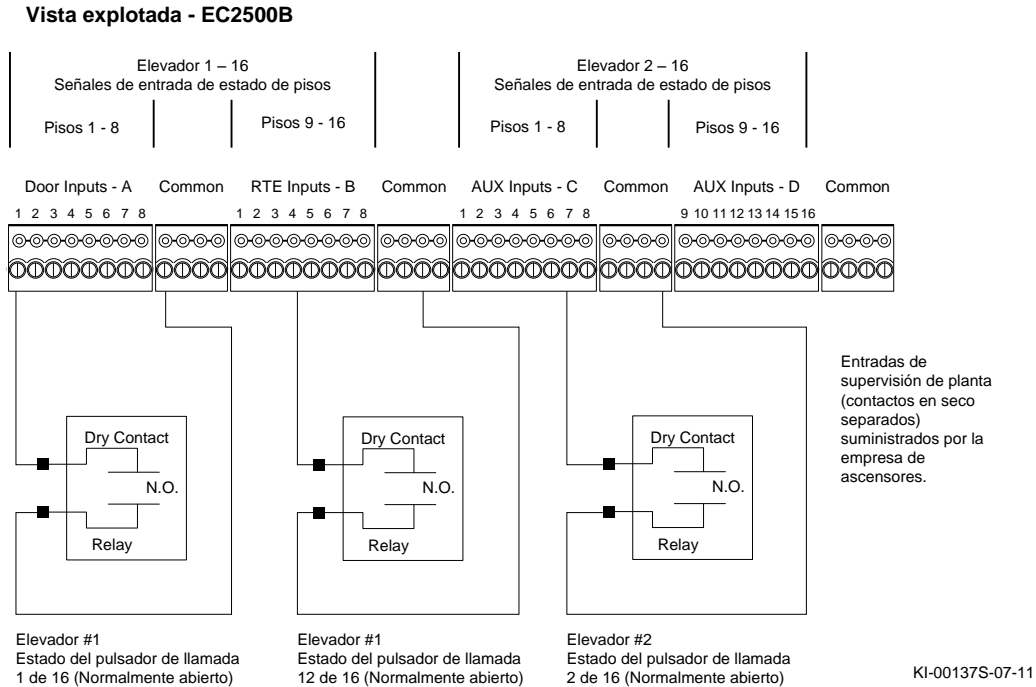 Vista explotada - EC2500B
Elevador 1 – 16
Señales de entrada de estado de pisos
Elevador 2 – 16
Señales de entrada de estado de pisos
Pisos 1 - 8
Pisos 9 - 16
Pisos 1 - 8
Pisos 9 - 16
Door Inputs - A
Common
RTE Inputs - B
Common
AUX Inputs - C
Common
AUX Inputs - D
Common
1 2 3 4 5 6 7 8
1 2 3 4 5 6 7 8
1 2 3 4 5 6 7 8
9 10 11 12 13 14 15 16
Entradas de
supervisión de planta
(contactos en seco
separados)
suministrados por la
empresa de
ascensores.
Dry Contact
N.O.
Relay
Dry Contact
N.O.
Relay
Dry Contact
N.O.
Relay
Elevador #1
Estado del pulsador de llamada
1 de 16 (Normalmente abierto)
Elevador #1
Estado del pulsador de llamada
12 de 16 (Normalmente abierto)
Elevador #2
Estado del pulsador de llamada
2 de 16 (Normalmente abierto)
KI-00137S-07-11